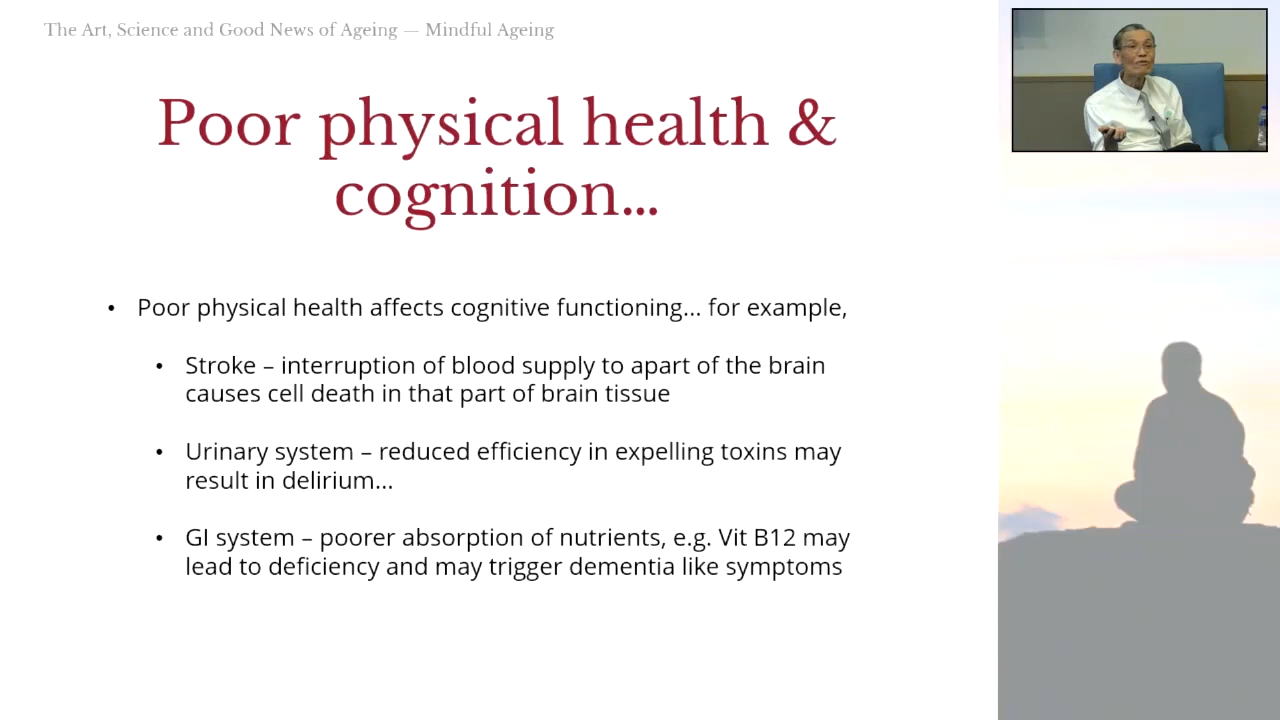 The Art, Science and Good News of Ageing — Mindful Ageing
Poor physical health &
cognition...
• Poor physical health affects cognitive functioning... for example,
• Stroke – interruption of blood supply to apart of the brain
causes cell death in that part of brain tissue
• Urinary system – reduced efficiency in expelling toxins may
result in delirium...
• GI system – poorer absorption of nutrients, e.g. Vit B12 may
lead to deficiency and may trigger dementia like symptoms